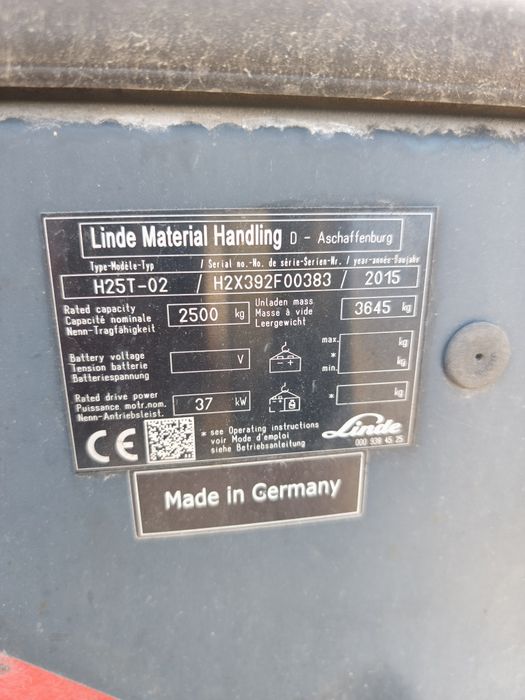 Linde Material Handling D - Aschaffenburg
Type-Modèle-Typ / Serial no.-No. de série-Serien-Nr. / year-année-Baujahr
H25T-02 / H2X392F00383 / 2015
Rated capacity
Capacité nominale
Nenn-Tragfähigkeit
2500 kg
Unladen mass
Masse à vide
Leergewicht
3645 kg
Battery voltage
Tension batterie
Batteriespannung
V
- +
max.
*
min.
kg
kg
Rated drive power
Puissance motr.nom.
Nenn-Antriebsleist.
37 kW
* kg
CE
* see Operating instructions
voir Mode d'emploi
siehe Betriebsanleitung
Linde
000 939 45 25
Made in Germany